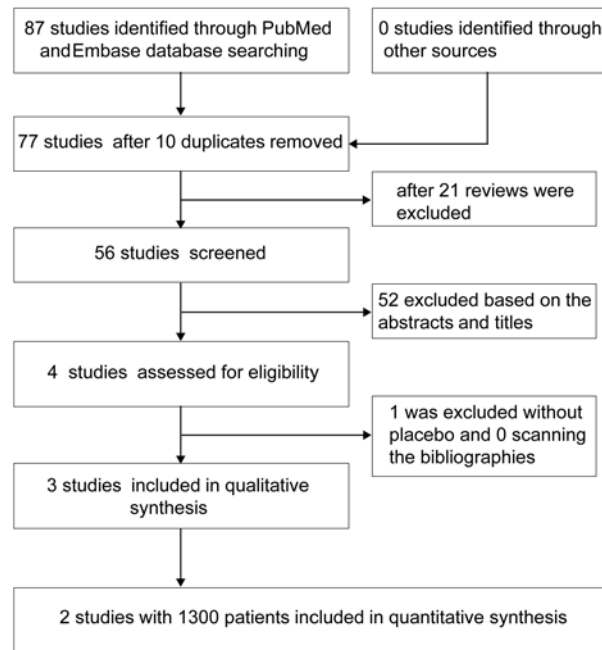 87 studies identified through PubMed
and Embase database searching
0 studies identified through
other sources
77 studies after 10 duplicates removed
after 21 reviews were
excluded
56 studies screened
52 excluded based on the
abstracts and titles
4 studies assessed for eligibility
1 was excluded without
placebo and 0 scanning
the bibliographies
3 studies included in qualitative
synthesis
2 studies with 1300 patients included in quantitative synthesis